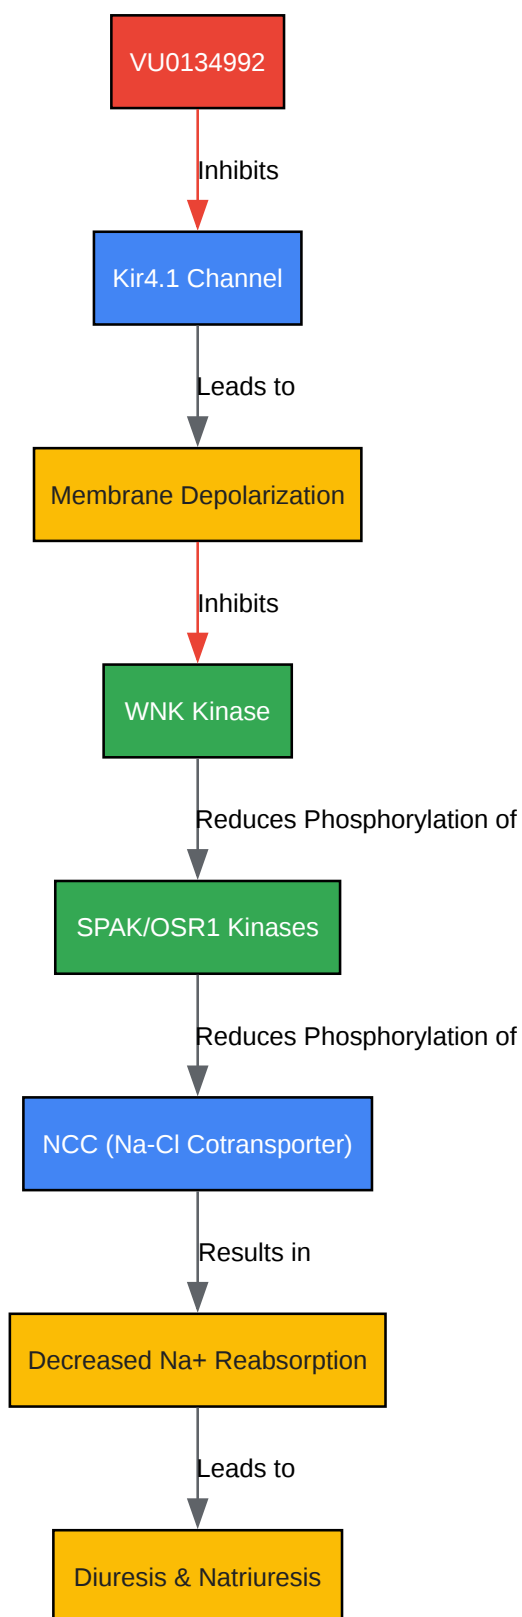 VU0134992
Inhibits
Kir4.1 Channel
Leads to
Membrane Depolarization
Inhibits
WNK Kinase
Reduces Phosphorylation of
SPAK/OSR1 Kinases
Reduces Phosphorylation of
NCC (Na-Cl Cotransporter)
Results in
Decreased Na+ Reabsorption
Leads to
Diuresis & Natriuresis